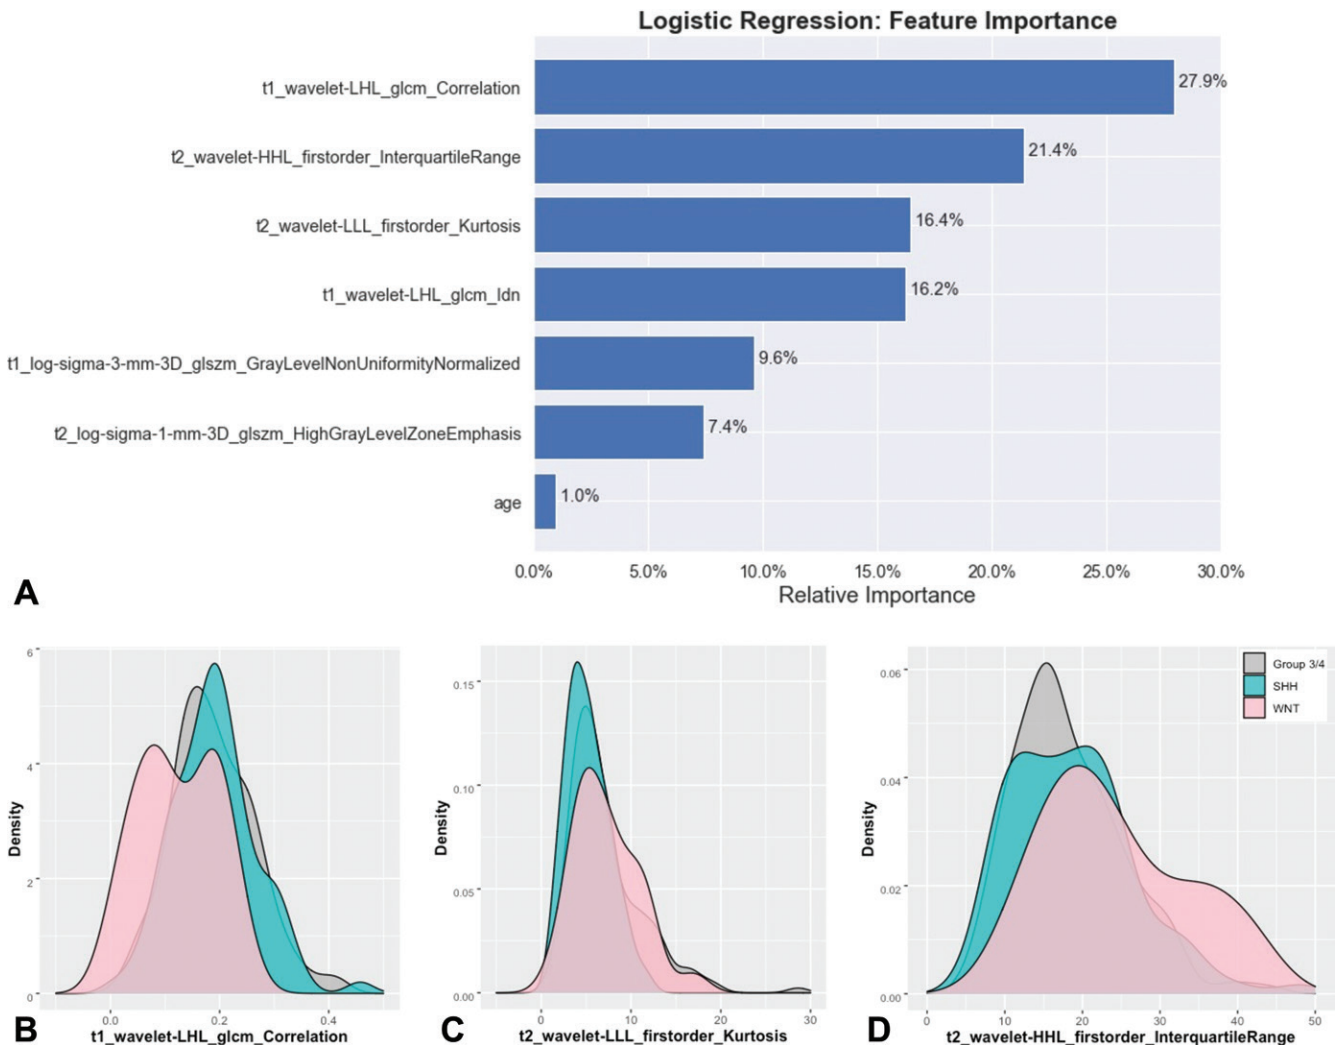 Logistic Regression: Feature Importance
t1_wavelet-LHL_glcm_Correlation
27.9%
t2_wavelet-HHL_firstorder_InterquartileRange
21.4%
t2_wavelet-LLL_firstorder_Kurtosis
16.4%
t1_wavelet-LHL_glcm_Idn
16.2%
t1_log-sigma-3-mm-3D_glszm_GrayLevelNonUniformityNormalized
9.6%
t2_log-sigma-1-mm-3D_glszm_HighGrayLevelZoneEmphasis
7.4%
age
1.0%
0.0% 5.0% 10.0% 15.0% 20.0% 25.0% 30.0%
Relative Importance
A
6
4
2
0
Density
0.0 0.2 0.4
t1_wavelet-LHL_glcm_Correlation
B
0.15
0.10
0.05
0.00
Density
0 10 20 30
t2_wavelet-LLL_firstorder_Kurtosis
C
Group 3/4
SHH
WNT
0.06
0.04
0.02
0.00
Density
0 10 20 30 40 50
t2_wavelet-HHL_firstorder_InterquartileRange
D